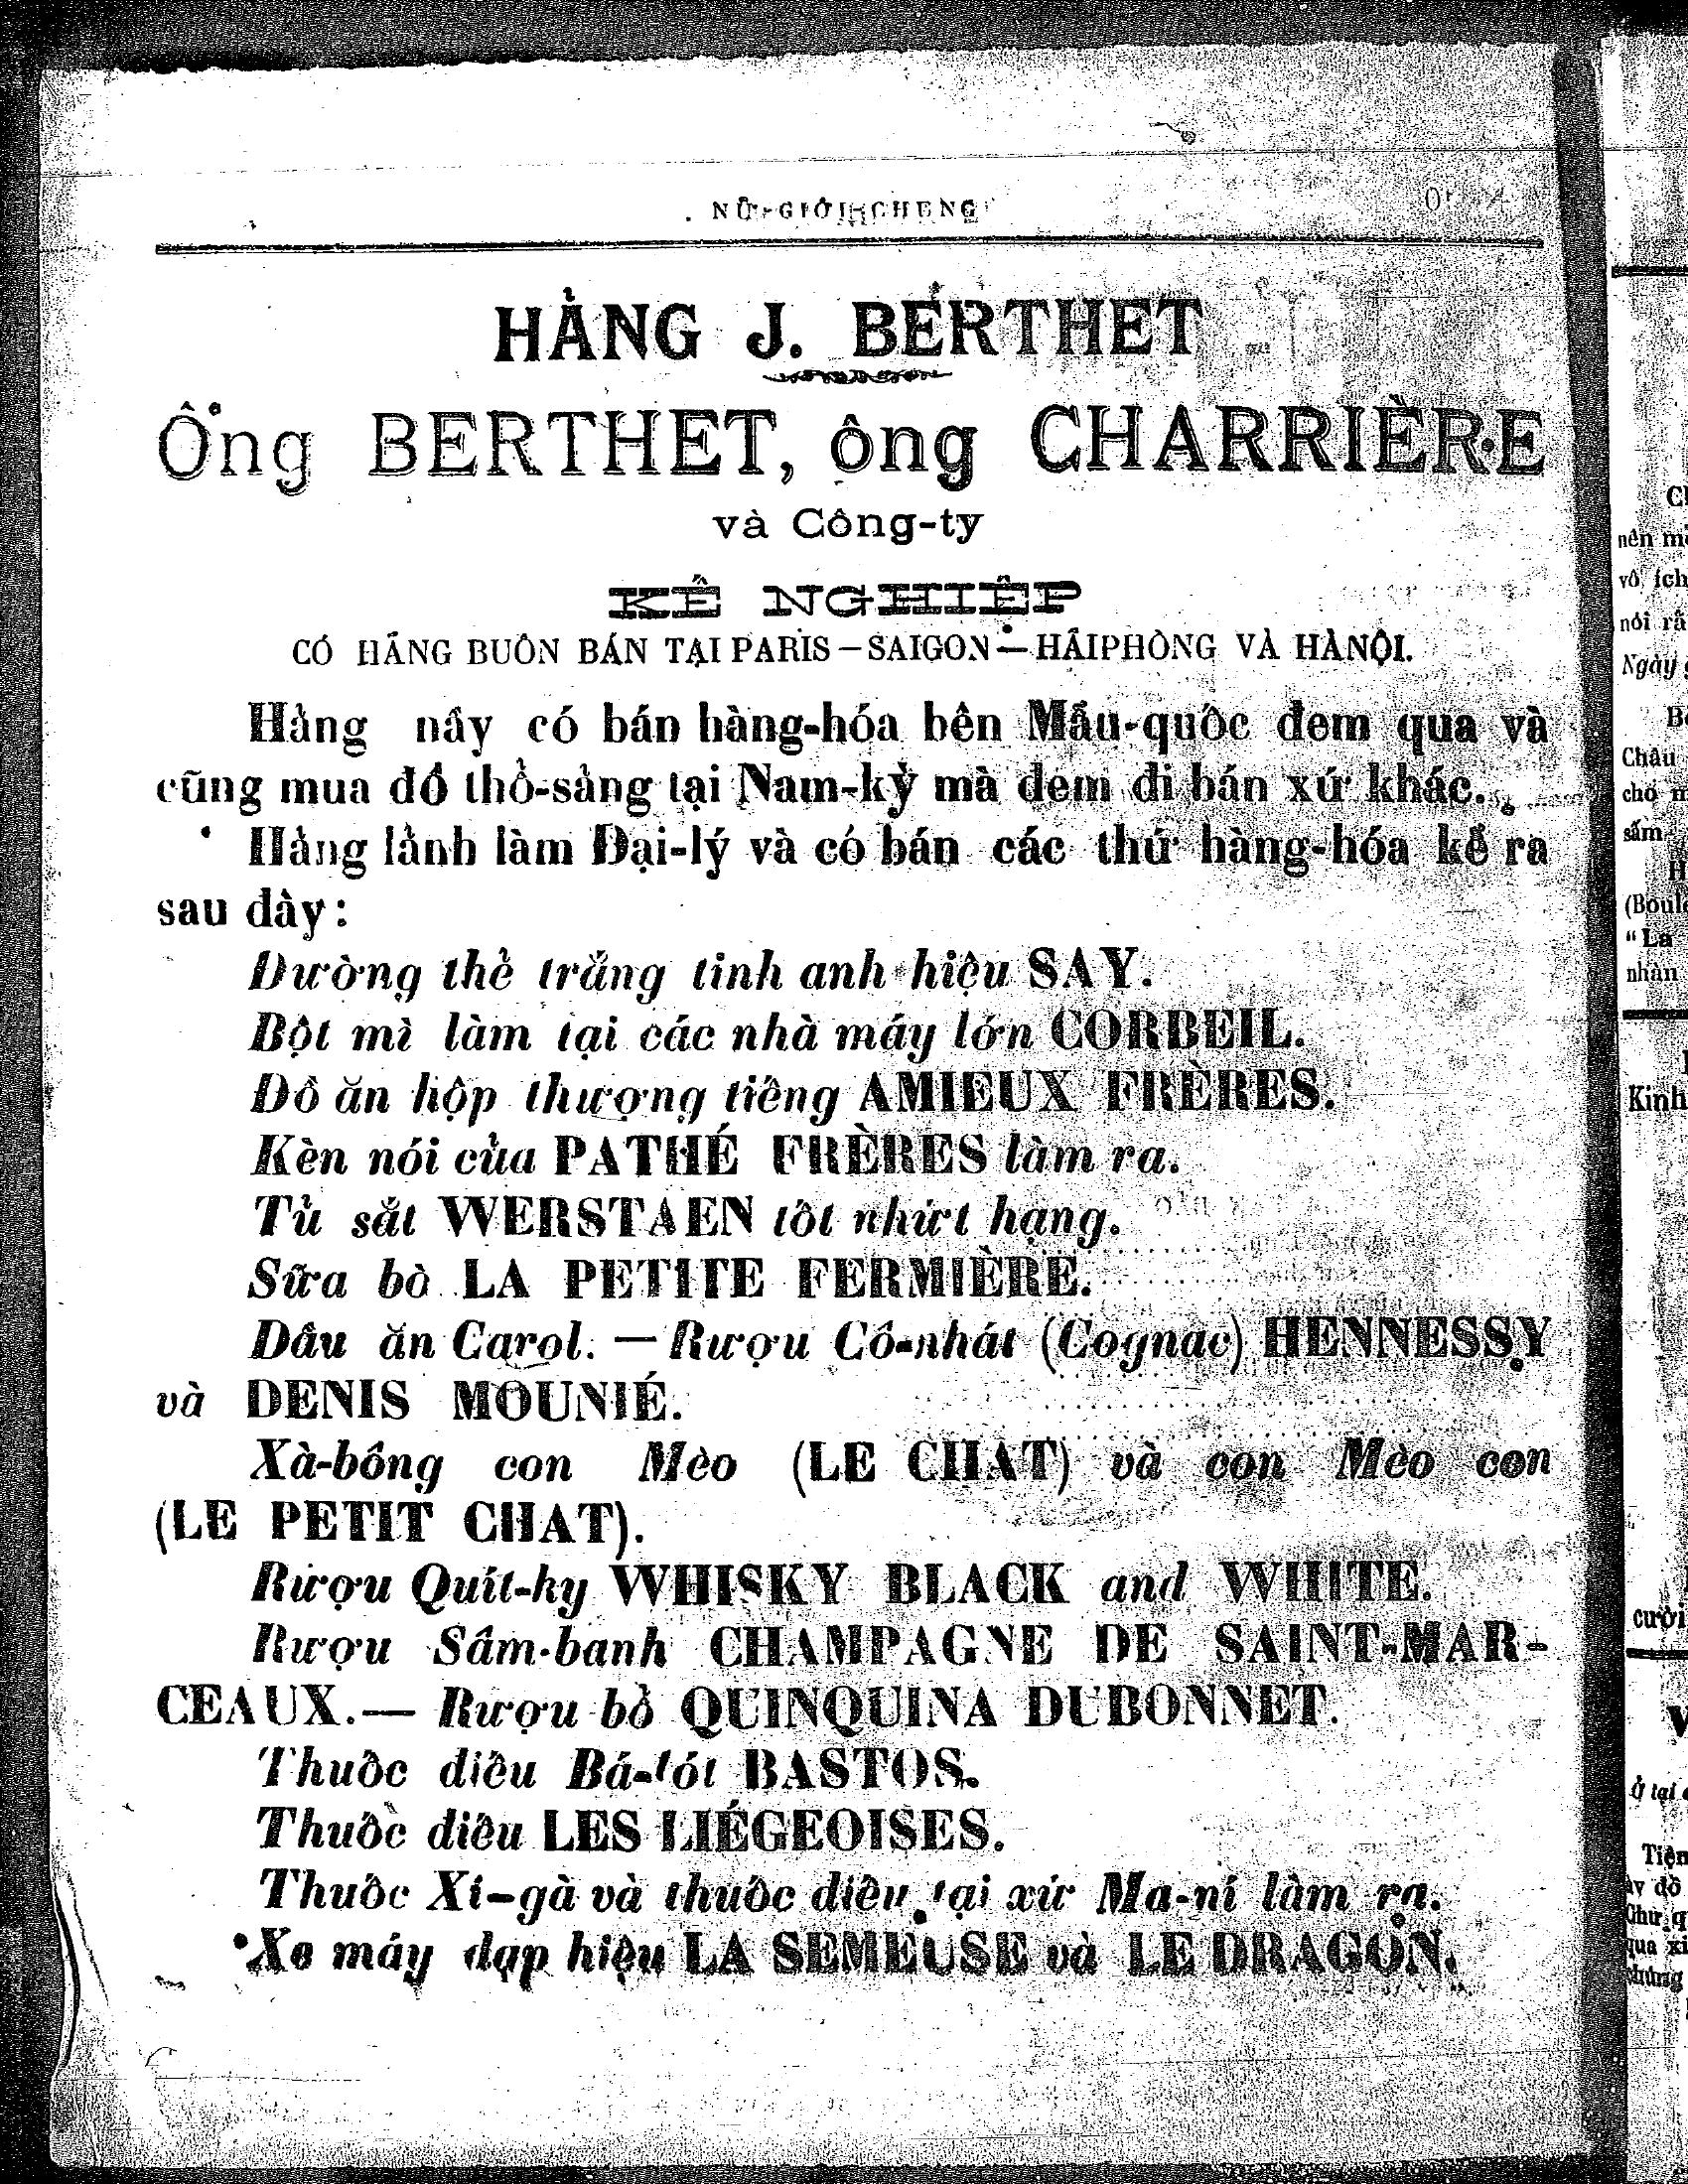 NỮ-GIỚI-CHUNG
HẢNG J. BERTHET
Ông BERTHET, ông CHARRIÈRE
và Công-ty
KẾ NGHIỆP
CÓ HÃNG BUÔN BÁN TẠI PARIS — SAIGON — HẢIPHÒNG VÀ HÀNỘI.
Hảng nầy có bán hàng-hóa bên Mẫu-quốc đem qua và
cũng mua đồ thổ-sảng tại Nam-kỳ mà đem đi bán xứ khác.
Hảng lảnh làm Đại-lý và có bán các thứ hàng-hóa kể ra
sau đây:
Đường thẻ trắng tinh anh hiệu SAY.
Bột mì làm tại các nhà máy lớn CORBEIL.
Đồ ăn hộp thượng tiếng AMIEUX FRÈRES.
Kèn nói của PATHÉ FRÈRES làm ra.
Tủ sắt WERSTAEN tốt nhứt hạng.
Sữa bò LA PETITE FERMIÈRE.
Dầu ăn Carol. — Rượu Cô-nhát (Cognac) HENNESSY
và DENIS MOUNIÉ.
Xà-bông con Mèo (LE CHAT) và con Mèo con
(LE PETIT CHAT).
Rượu Quít-ky WHISKY BLACK and WHITE.
Rượu Sâm-banh CHAMPAGNE DE SAINT-MAR-
CEAUX. — Rượu bổ QUINQUINA DUBONNET.
Thuốc điếu Bá-tót BASTOS.
Thuốc điếu LES LIÉGEOISES.
Thuốc Xi-gà và thuốc điếu tại xứ Ma-ní làm ra.
Xe máy đạp hiệu LA SEMEUSE và LE DRAGON.